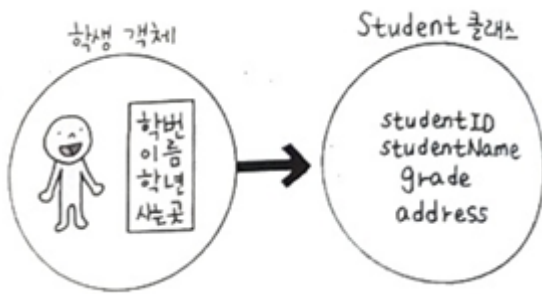 학생 객체
학번
이름
학년
사는곳
Student 클래스
studentID
studentName
grade
address